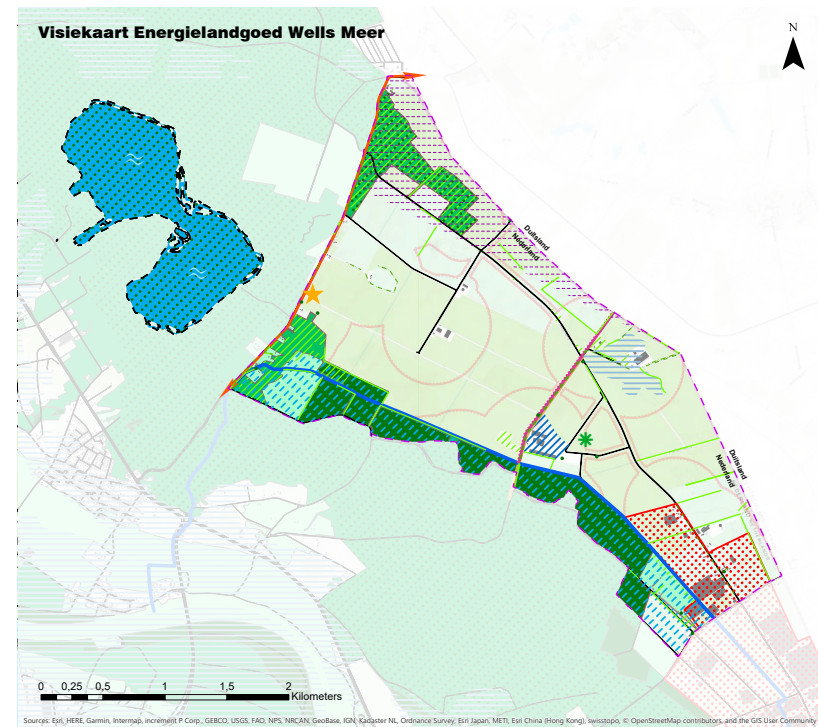 Visiekaart Energielandgoed Wells Meer
N
Duitsland
Nederland
Duitsland
Nederland
0 0,25 0,5 1 1,5 2
Kilometers
Sources: Esri, HERE, Garmin, Intermap, increment P Corp., GEBCO, USGS, FAO, NPS, NRCAN, GeoBase, IGN, Kadaster NL, Ordnance Survey, Esri Japan, METI, Esri China (Hong Kong), swisstopo, © OpenStreetMap contributors, and the GIS User Community